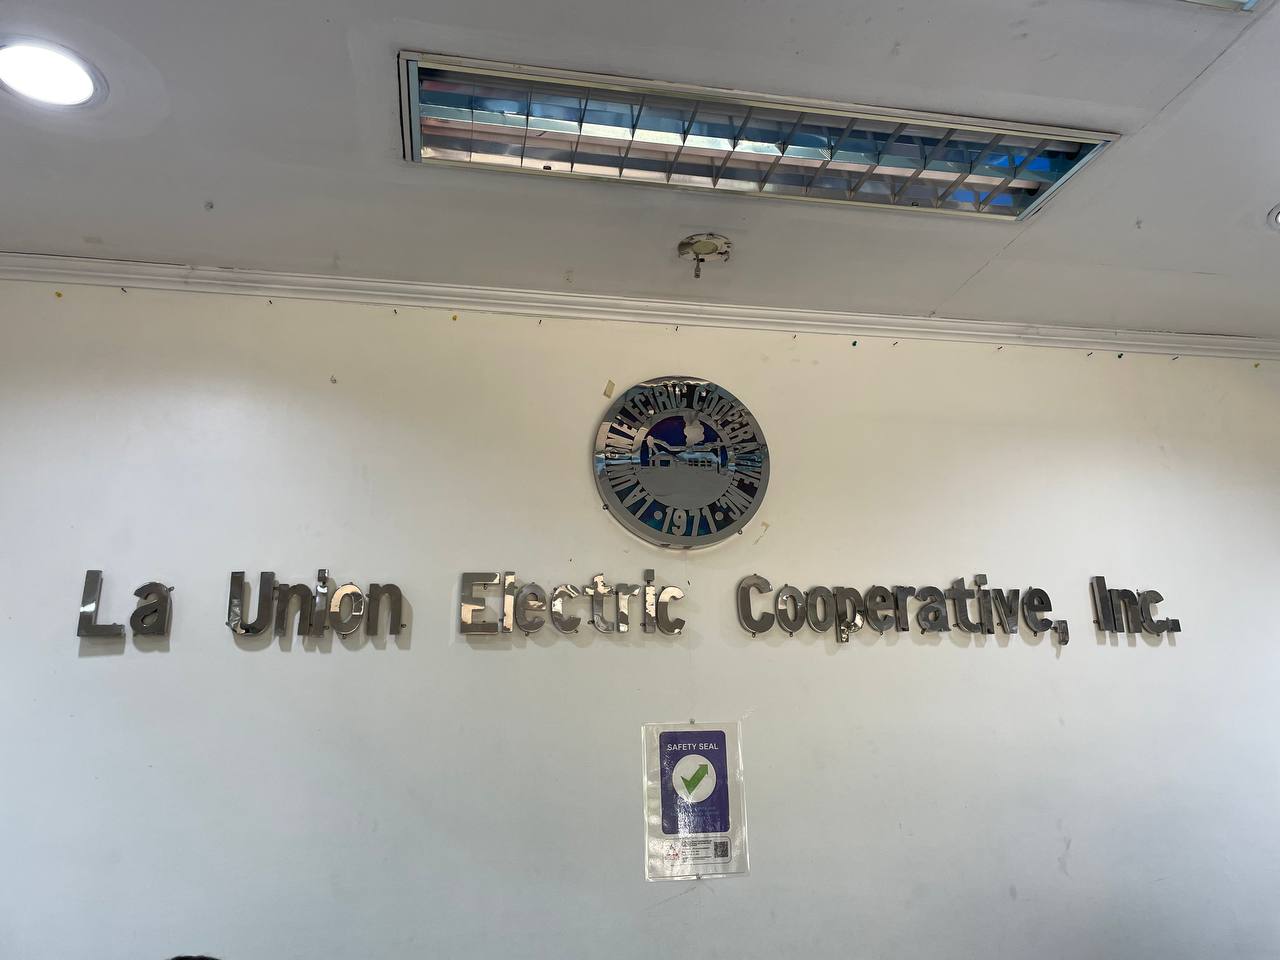 LA UNION ELECTRIC COOPERATIVE, INC.
• 1971 •
La Union Electric Cooperative, Inc.
SAFETY SEAL